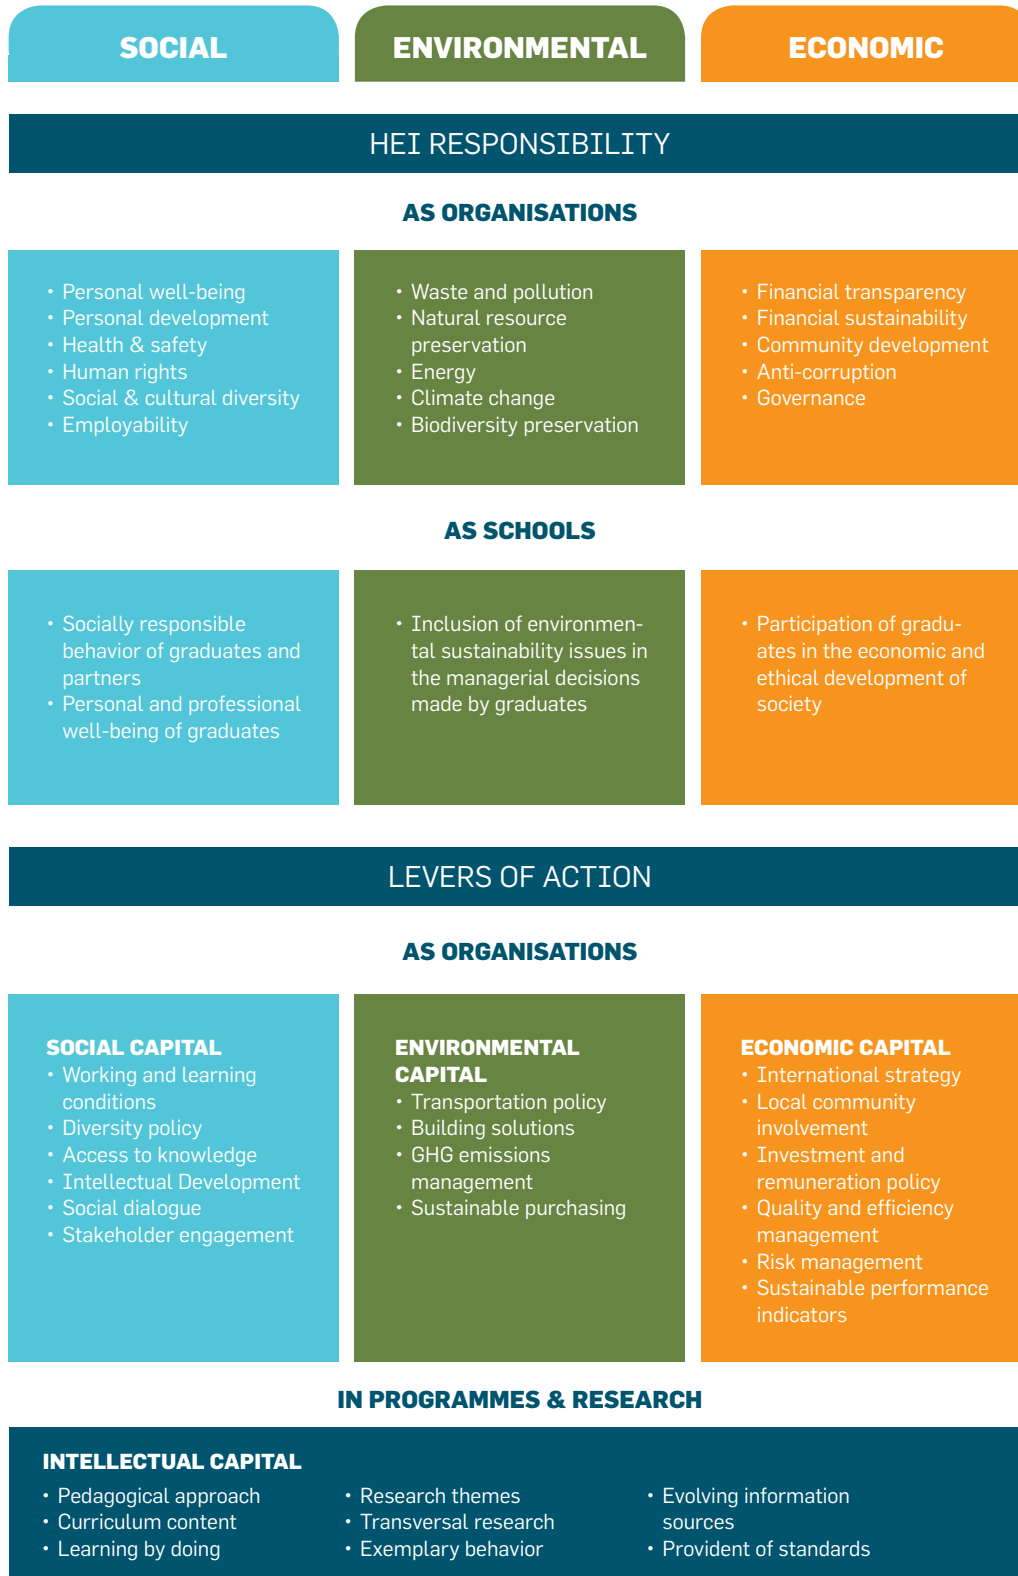 SOCIAL
ENVIRONMENTAL
ECONOMIC
HEI RESPONSIBILITY
AS ORGANISATIONS
• Personal well-being
• Personal development
• Health & safety
• Human rights
• Social & cultural diversity
• Employability
• Waste and pollution
• Natural resource
preservation
• Energy
• Climate change
• Biodiversity preservation
• Financial transparency
• Financial sustainability
• Community development
• Anti-corruption
• Governance
AS SCHOOLS
• Socially responsible
behavior of graduates and
partners
• Personal and professional
well-being of graduates
• Inclusion of environmen-
tal sustainability issues in
the managerial decisions
made by graduates
• Participation of gradu-
ates in the economic and
ethical development of
society
LEVERS OF ACTION
AS ORGANISATIONS
SOCIAL CAPITAL
• Working and learning
conditions
• Diversity policy
• Access to knowledge
• Intellectual Development
• Social dialogue
• Stakeholder engagement
ENVIRONMENTAL
CAPITAL
• Transportation policy
• Building solutions
• GHG emissions
management
• Sustainable purchasing
ECONOMIC CAPITAL
• International strategy
• Local community
involvement
• Investment and
remuneration policy
• Quality and efficiency
management
• Risk management
• Sustainable performance
indicators
IN PROGRAMMES & RESEARCH
INTELLECTUAL CAPITAL
• Pedagogical approach
• Curriculum content
• Learning by doing
• Research themes
• Transversal research
• Exemplary behavior
• Evolving information
sources
• Provident of standards